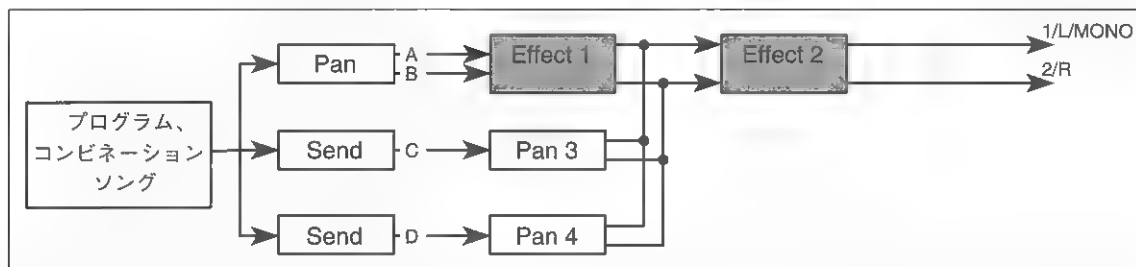 プログラム、
コンビネーション
ソング
Pan
A
B
Effect 1
Effect 2
1/L/MONO
2/R
Send
C
Pan 3
Send
D
Pan 4